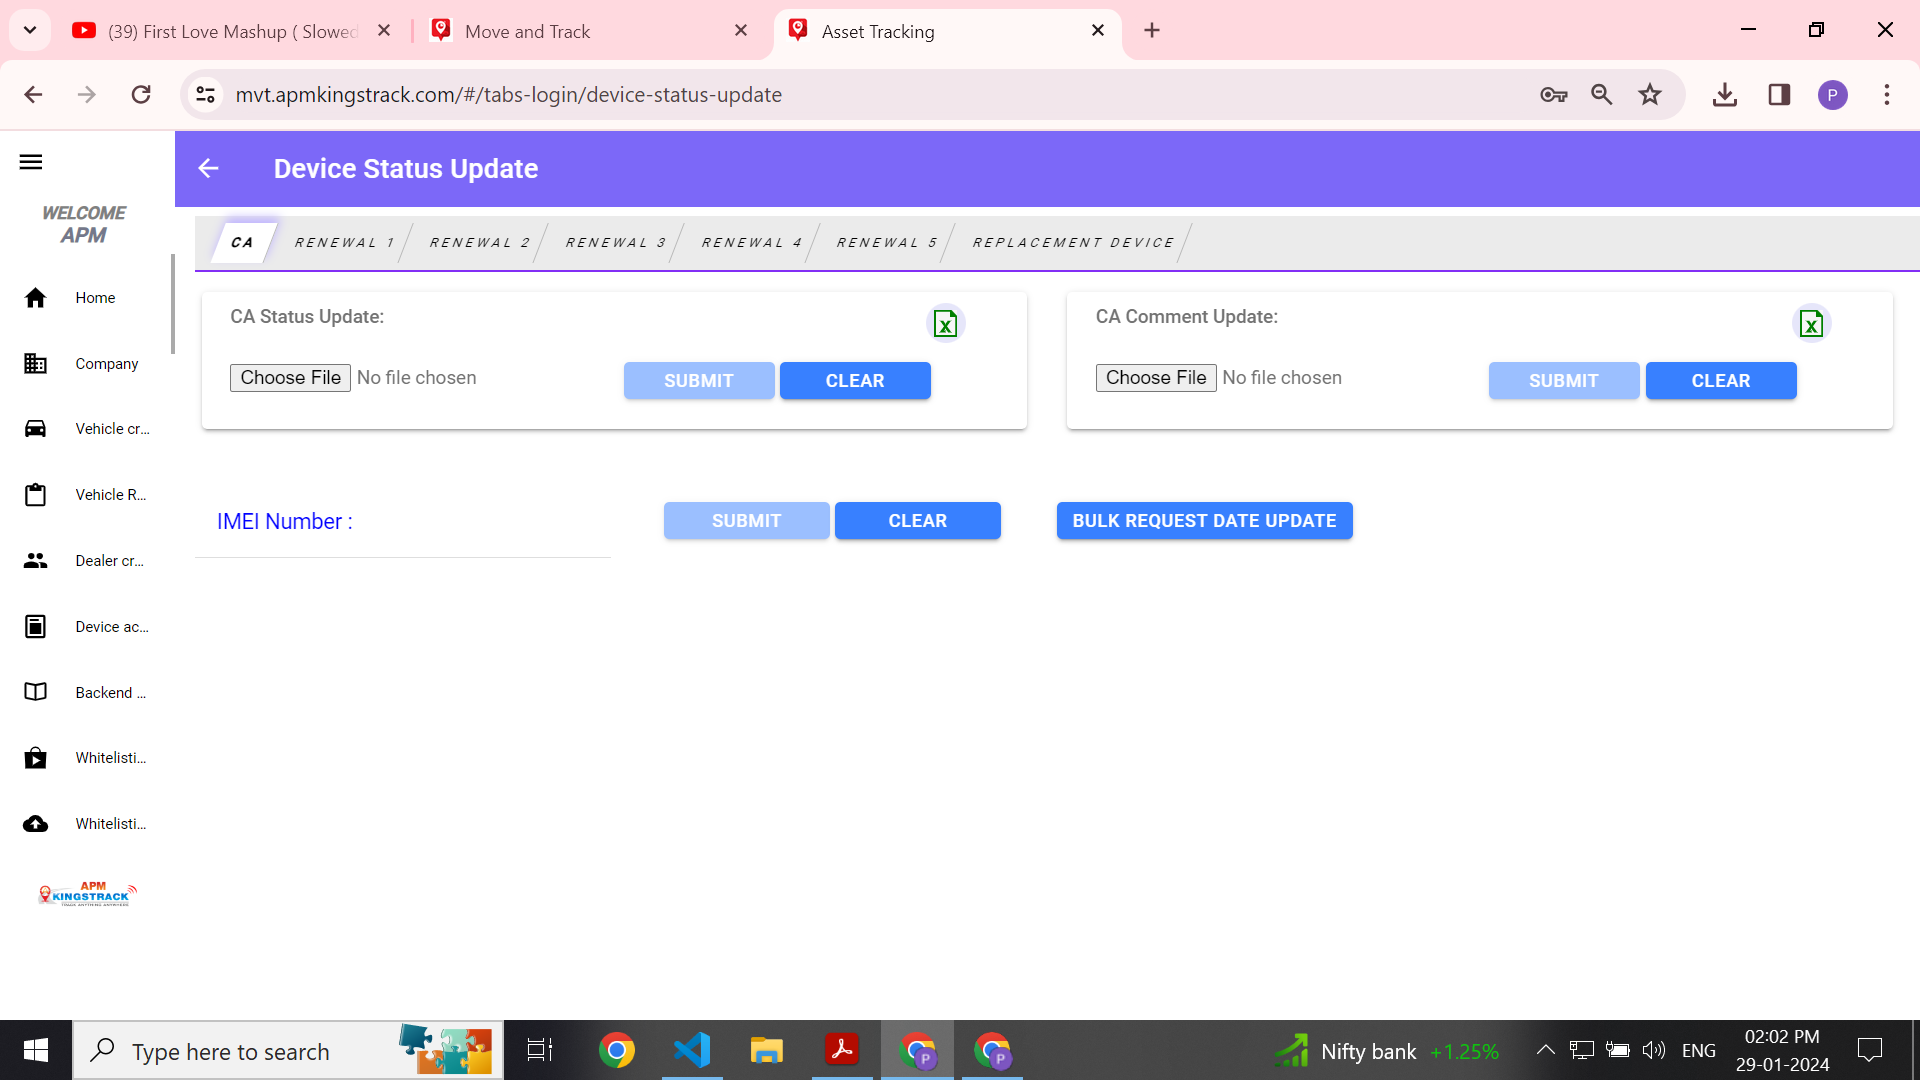 (39) First Love Mashup ( Slowed
Move and Track
Asset Tracking
mvt.apmkingstrack.com/#/tabs-login/device-status-update
P
WELCOME
APM
Device Status Update
CA
RENEWAL 1
RENEWAL 2
RENEWAL 3
RENEWAL 4
RENEWAL 5
REPLACEMENT DEVICE
Home
Company
Vehicle cr...
Vehicle R...
Dealer cr...
Device ac...
Backend ...
Whitelisti...
Whitelisti...
APM
KINGSTRACK
TRACK ANYTHING ANYWHERE
CA Status Update:
Choose File No file chosen
SUBMIT
CLEAR
CA Comment Update:
Choose File No file chosen
SUBMIT
CLEAR
IMEI Number :
SUBMIT
CLEAR
BULK REQUEST DATE UPDATE
Type here to search
P
P
Nifty bank +1.25%
ENG
02:02 PM
29-01-2024